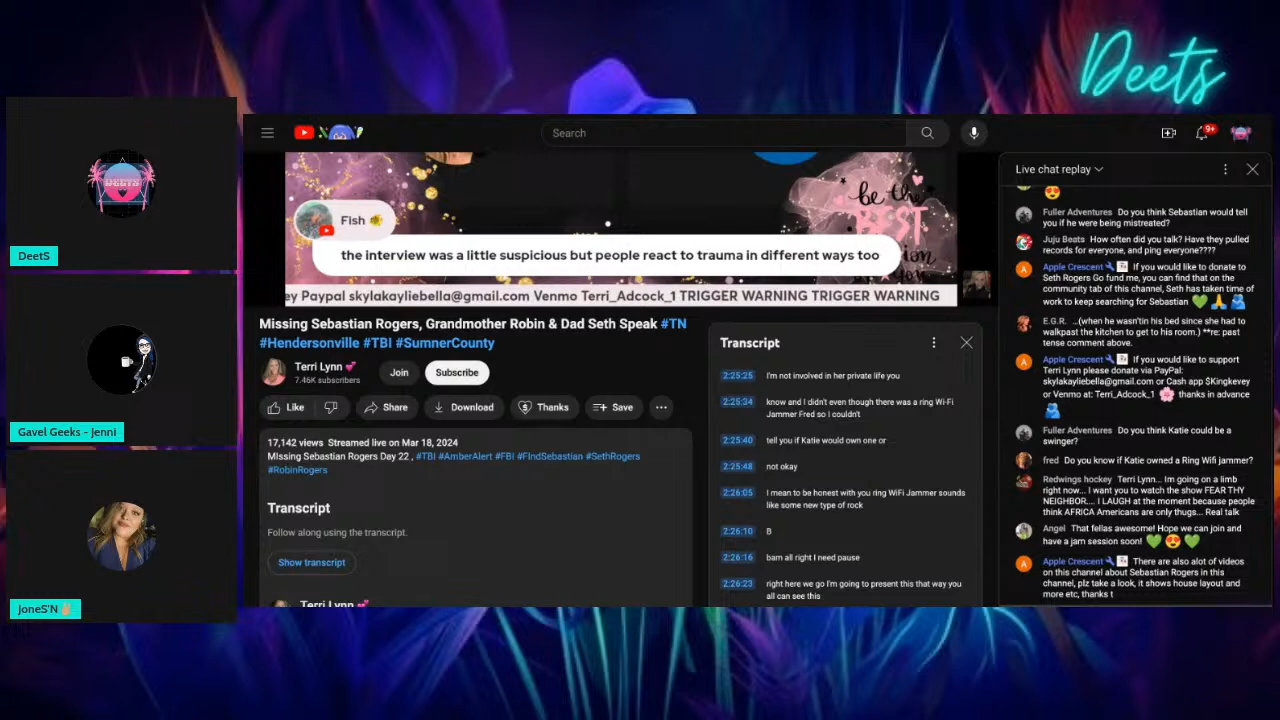 Deets
DEETS
DeetS
Gavel Geeks - Jenni
JoneS'N ✌🏼
Search
9+
be the
BEST
Fish 🐠
the interview was a little suspicious but people react to trauma in different ways too
ey Paypal skylakayliebella@gmail.com Venmo Terri_Adcock_1 TRIGGER WARNING TRIGGER WARNING
Missing Sebastian Rogers, Grandmother Robin & Dad Seth Speak #TN
#Hendersonville #TBI #SumnerCounty
Terri Lynn 💕
7.46K subscribers
Join
Subscribe
Like
Share
Download
Thanks
Save
17,142 views Streamed live on Mar 18, 2024
Missing Sebastian Rogers Day 22 , #TBI #AmberAlert #FBI #FIndSebastian #SethRogers
#RobinRogers
Transcript
Follow along using the transcript.
Show transcript
Terri Lynn 💕
Transcript
2:25:25 I'm not involved in her private life you
2:25:34 know and I didn't even though there was a ring Wi-Fi
Jammer Fred so I couldn't
2:25:40 tell you if Katie would own one or
2:25:48 not okay
2:26:05 I mean to be honest with you ring WiFi Jammer sounds
like some new type of rock
2:26:10 B
2:26:16 bam all right I need pause
2:26:23 right here we go I'm going to present this that way you
all can see this
Live chat replay
😍
Fuller Adventures Do you think Sebastian would tell
you if he were being mistreated?
Juju Beats How often did you talk? Have they pulled
records for everyone, and ping everyone????
Apple Crescent If you would like to donate to
Seth Rogers Go fund me, you can find that on the
community tab of this channel, Seth has taken time of
work to keep searching for Sebastian 💚 🙏 🫂
E.G.R. ...(when he wasn'tin his bed since she had to
walkpast the kitchen to get to his room.) **re: past
tense comment above.
Apple Crescent If you would like to support
Terri Lynn please donate via PayPal:
skylakayliebella@gmail.com or Cash app $Kingkevey
or Venmo at: Terri_Adcock_1 🌸 thanks in advance
🫂
Fuller Adventures Do you think Katie could be a
swinger?
fred Do you know if Katie owned a Ring Wifi jammer?
Redwings hockey Terri Lynn... Im going on a limb
right now... I want you to watch the show FEAR THY
NEIGHBOR.... I LAUGH at the moment because people
think AFRICA Americans are only thugs... Real talk
Angel That fellas awesome! Hope we can join and
have a jam session soon! 💚 😍 💚
Apple Crescent There are also alot of videos
on this channel about Sebastian Rogers in this
channel, plz take a look, it shows house layout and
more etc, thanks t